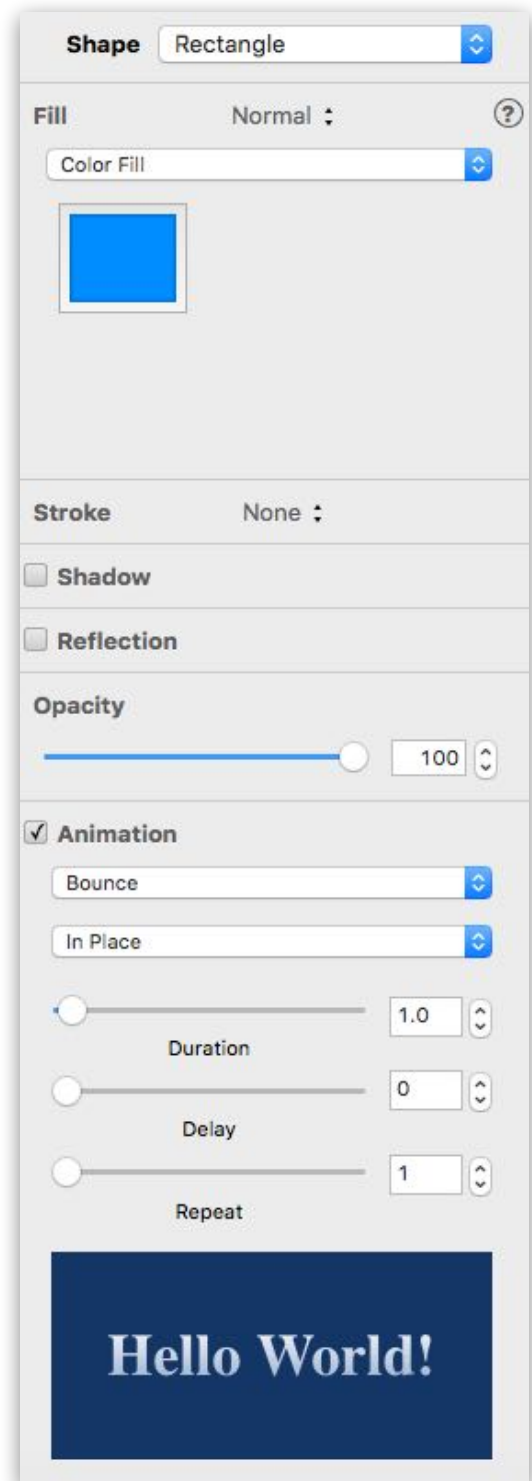 Shape Rectangle
Fill Normal ?
Color Fill
Stroke None
Shadow
Reflection
Opacity
100
Animation
Bounce
In Place
1.0
Duration
0
Delay
1
Repeat
Hello World!